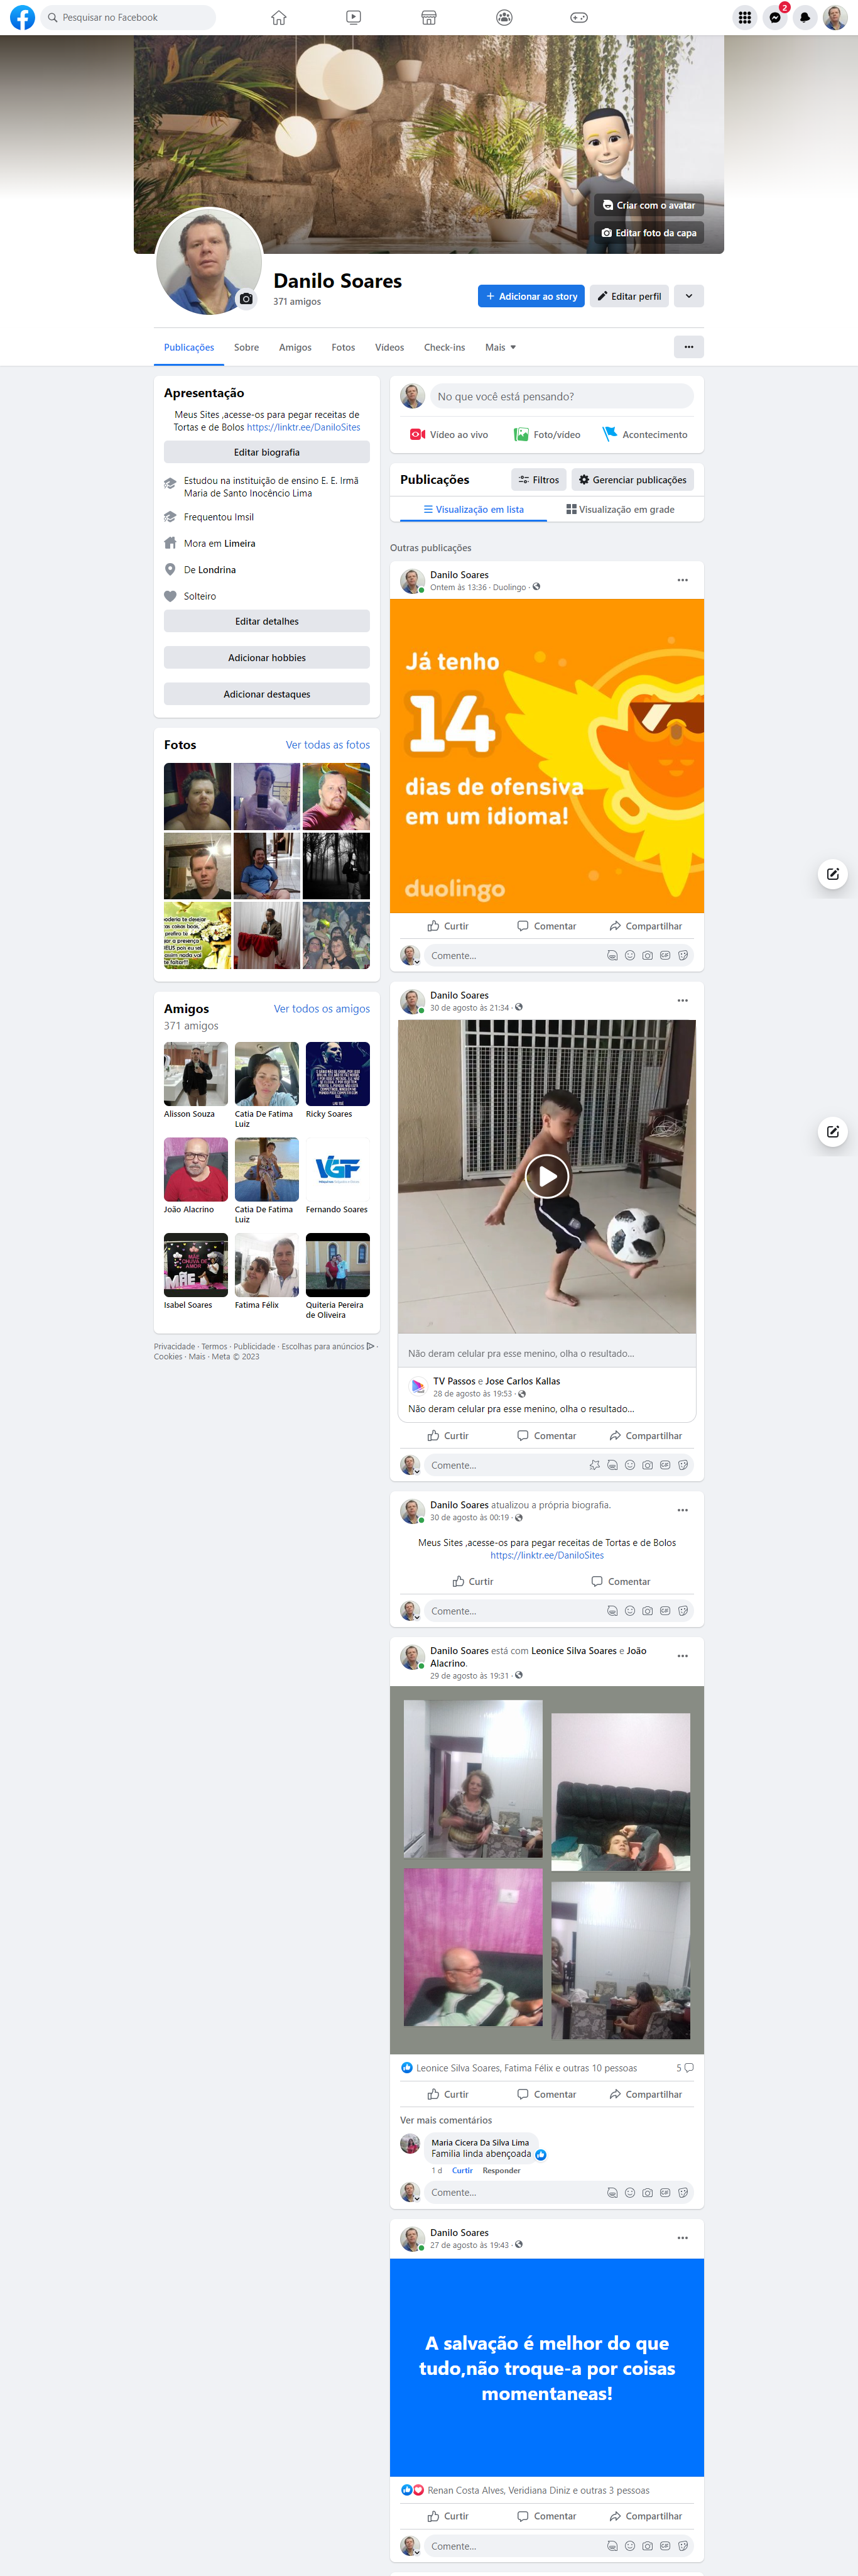 Pesquisar no Facebook
2
Criar com o avatar
Editar foto da capa
Danilo Soares
371 amigos
Adicionar ao story
Editar perfil
Publicações
Sobre
Amigos
Fotos
Vídeos
Check-ins
Mais
Apresentação
Meus Sites ,acesse-os para pegar receitas de
Tortas e de Bolos https://linktr.ee/DaniloSites
Editar biografia
Estudou na instituição de ensino E. E. Irmã
Maria de Santo Inocêncio Lima
Frequentou Imsil
Mora em Limeira
De Londrina
Solteiro
Editar detalhes
Adicionar hobbies
Adicionar destaques
Fotos
Ver todas as fotos
Amigos
Ver todos os amigos
371 amigos
Alisson Souza
Catia De Fatima
Luiz
Ricky Soares
João Alacrino
Catia De Fatima
Luiz
VGF
Fernando Soares
MÃE
Isabel Soares
Fatima Félix
Quiteria Pereira
de Oliveira
Privacidade · Termos · Publicidade · Escolhas para anúncios ·
Cookies · Mais · Meta © 2023
No que você está pensando?
Vídeo ao vivo
Foto/vídeo
Acontecimento
Publicações
Filtros
Gerenciar publicações
Visualização em lista
Visualização em grade
Outras publicações
Danilo Soares
Ontem às 13:36 · Duolingo ·
Já tenho
14
dias de ofensiva
em um idioma!
duolingo
Curtir
Comentar
Compartilhar
Comente...
Danilo Soares
30 de agosto às 21:34 ·
Não deram celular pra esse menino, olha o resultado...
TV Passos e Jose Carlos Kallas
28 de agosto às 19:53 ·
Não deram celular pra esse menino, olha o resultado...
Curtir
Comentar
Compartilhar
Comente...
Danilo Soares atualizou a própria biografia.
30 de agosto às 00:19 ·
Meus Sites ,acesse-os para pegar receitas de Tortas e de Bolos
https://linktr.ee/DaniloSites
Curtir
Comentar
Comente...
Danilo Soares está com Leonice Silva Soares e João
Alacrino.
29 de agosto às 19:31 ·
Leonice Silva Soares, Fatima Félix e outras 10 pessoas
5
Curtir
Comentar
Compartilhar
Ver mais comentários
Maria Cicera Da Silva Lima
Familia linda abençoada
1 d
Curtir
Responder
Comente...
Danilo Soares
27 de agosto às 19:43 ·
A salvação é melhor do que
tudo,não troque-a por coisas
momentaneas!
Renan Costa Alves, Veridiana Diniz e outras 3 pessoas
Curtir
Comentar
Compartilhar
Comente...